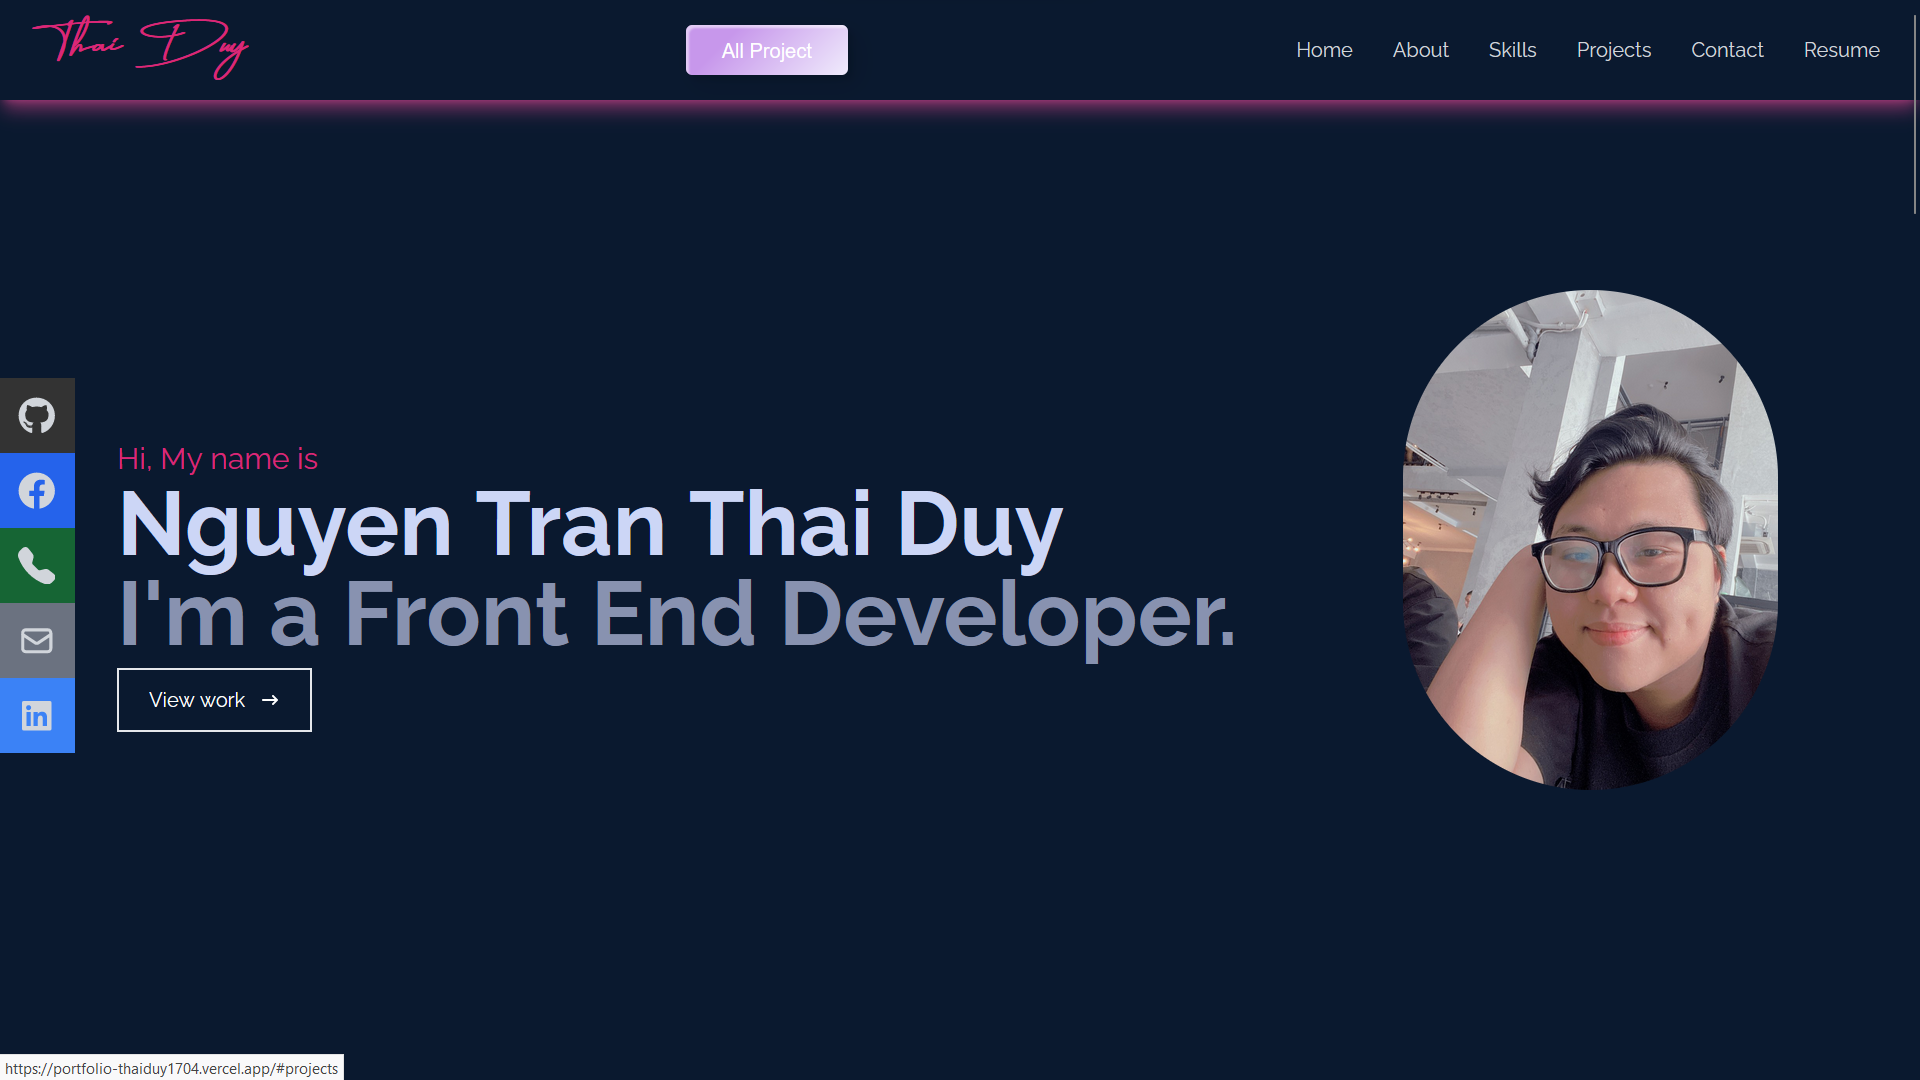 Thai Duy
All Project
Home About Skills Projects Contact Resume
Hi, My name is
Nguyen Tran Thai Duy
I'm a Front End Developer.
View work →
https://portfolio-thaiduy1704.vercel.app/#projects